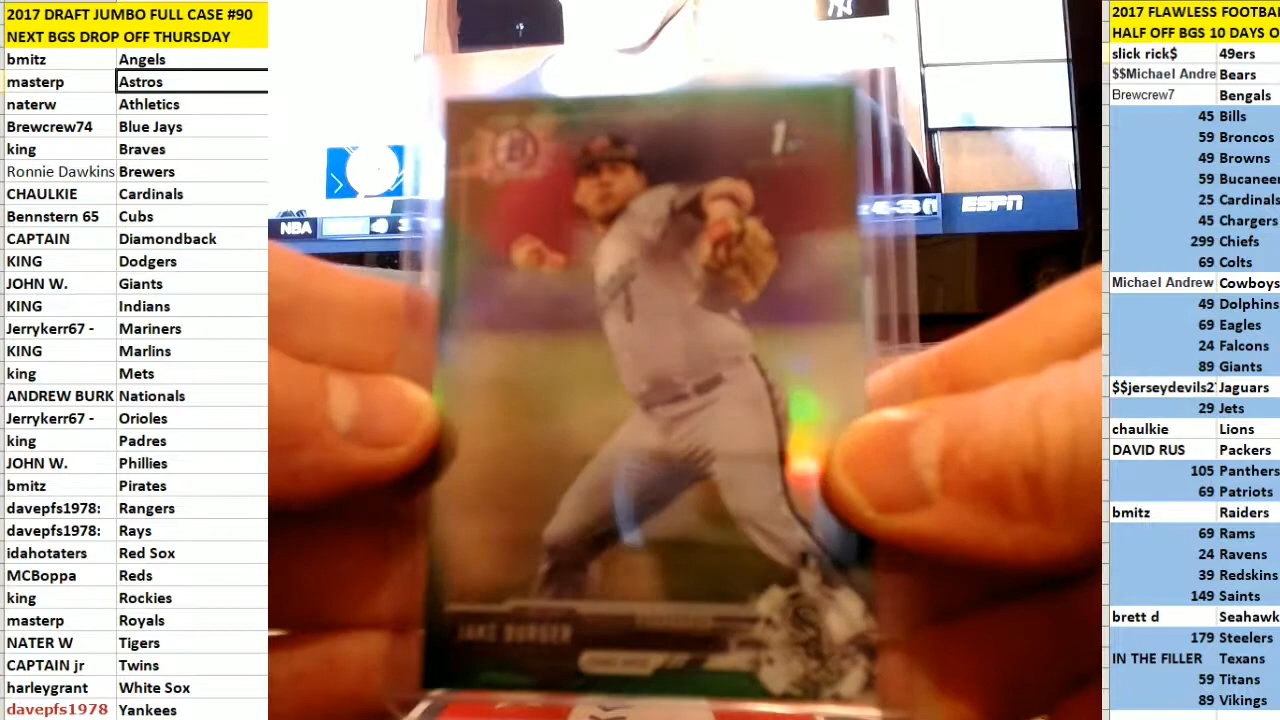 2017 DRAFT JUMBO FULL CASE #90
NEXT BGS DROP OFF THURSDAY
bmitz Angels
masterp Astros
naterw Athletics
Brewcrew74 Blue Jays
king Braves
Ronnie Dawkins Brewers
CHAULKIE Cardinals
Bennstern 65 Cubs
CAPTAIN Diamondback
KING Dodgers
JOHN W. Giants
KING Indians
Jerrykerr67 - Mariners
KING Marlins
king Mets
ANDREW BURK Nationals
Jerrykerr67 - Orioles
king Padres
JOHN W. Phillies
bmitz Pirates
davepfs1978: Rangers
davepfs1978: Rays
idahotaters Red Sox
MCBoppa Reds
king Rockies
masterp Royals
NATER W Tigers
CAPTAIN jr Twins
harleygrant White Sox
davepfs1978 Yankees
NBA
ESPN
1st
JAKE BURGER
2017 FLAWLESS FOOTBA
HALF OFF BGS 10 DAYS O
slick rick$ 49ers
$$Michael Andre Bears
Brewcrew7 Bengals
45 Bills
59 Broncos
49 Browns
59 Bucaneer
25 Cardinals
45 Chargers
299 Chiefs
69 Colts
Michael Andrew Cowboys
49 Dolphins
69 Eagles
24 Falcons
89 Giants
$$jerseydevils2 Jaguars
29 Jets
chaulkie Lions
DAVID RUS Packers
105 Panthers
69 Patriots
bmitz Raiders
69 Rams
24 Ravens
39 Redskins
149 Saints
brett d Seahawk
179 Steelers
IN THE FILLER Texans
59 Titans
89 Vikings